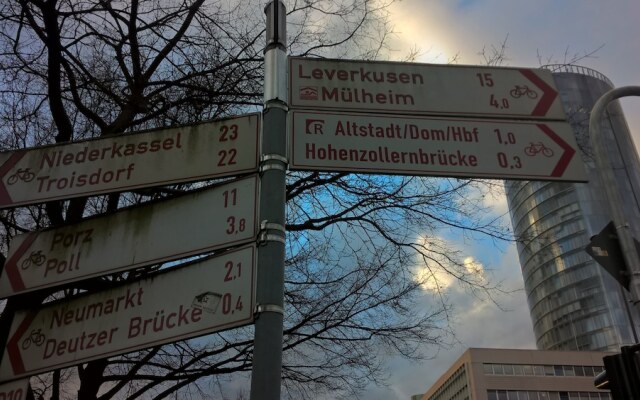 Leverkusen 15
Mülheim 4,0
R Altstadt/Dom/Hbf 1,0
Hohenzollernbrücke 0,3
Niederkassel 23
Troisdorf 22
Porz 11
Poll 3,8
Neumarkt 2,1
Deutzer Brücke 0,4